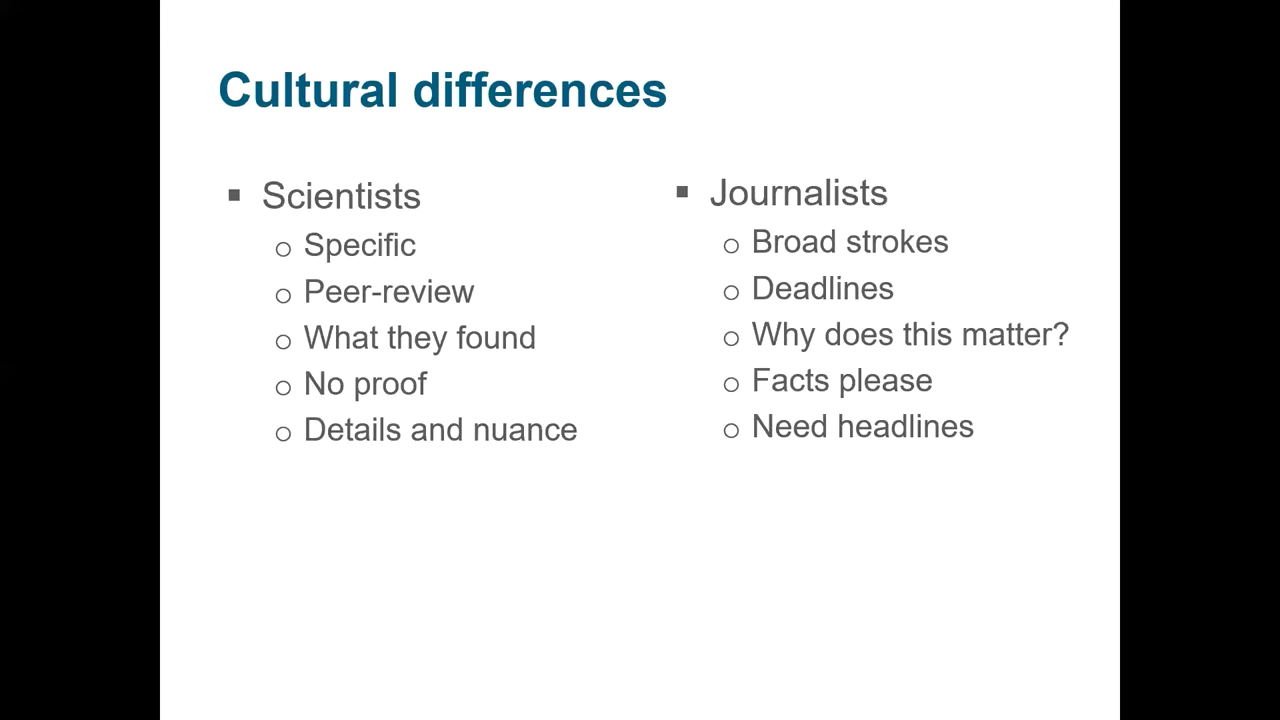 Cultural differences
▪ Scientists
o Specific
o Peer-review
o What they found
o No proof
o Details and nuance
▪ Journalists
o Broad strokes
o Deadlines
o Why does this matter?
o Facts please
o Need headlines